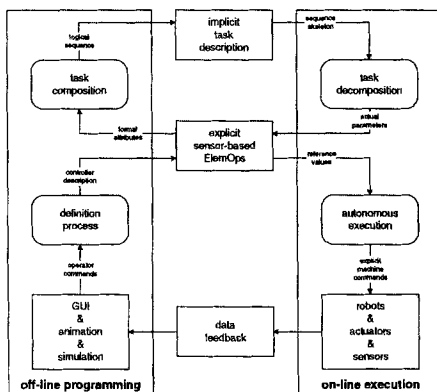 logical
sequence
implicit
task
description
sequence
skeleton
task
composition
task
decomposition
formal
attributes
explicit
sensor-based
ElemOps
actual
parameters
controller
description
reference
values
definition
process
autonomous
execution
operator
commands
explicit
machine
commands
GUI
&
animation
&
simulation
data
feedback
robots
&
actuators
&
sensors
off-line programming
on-line execution